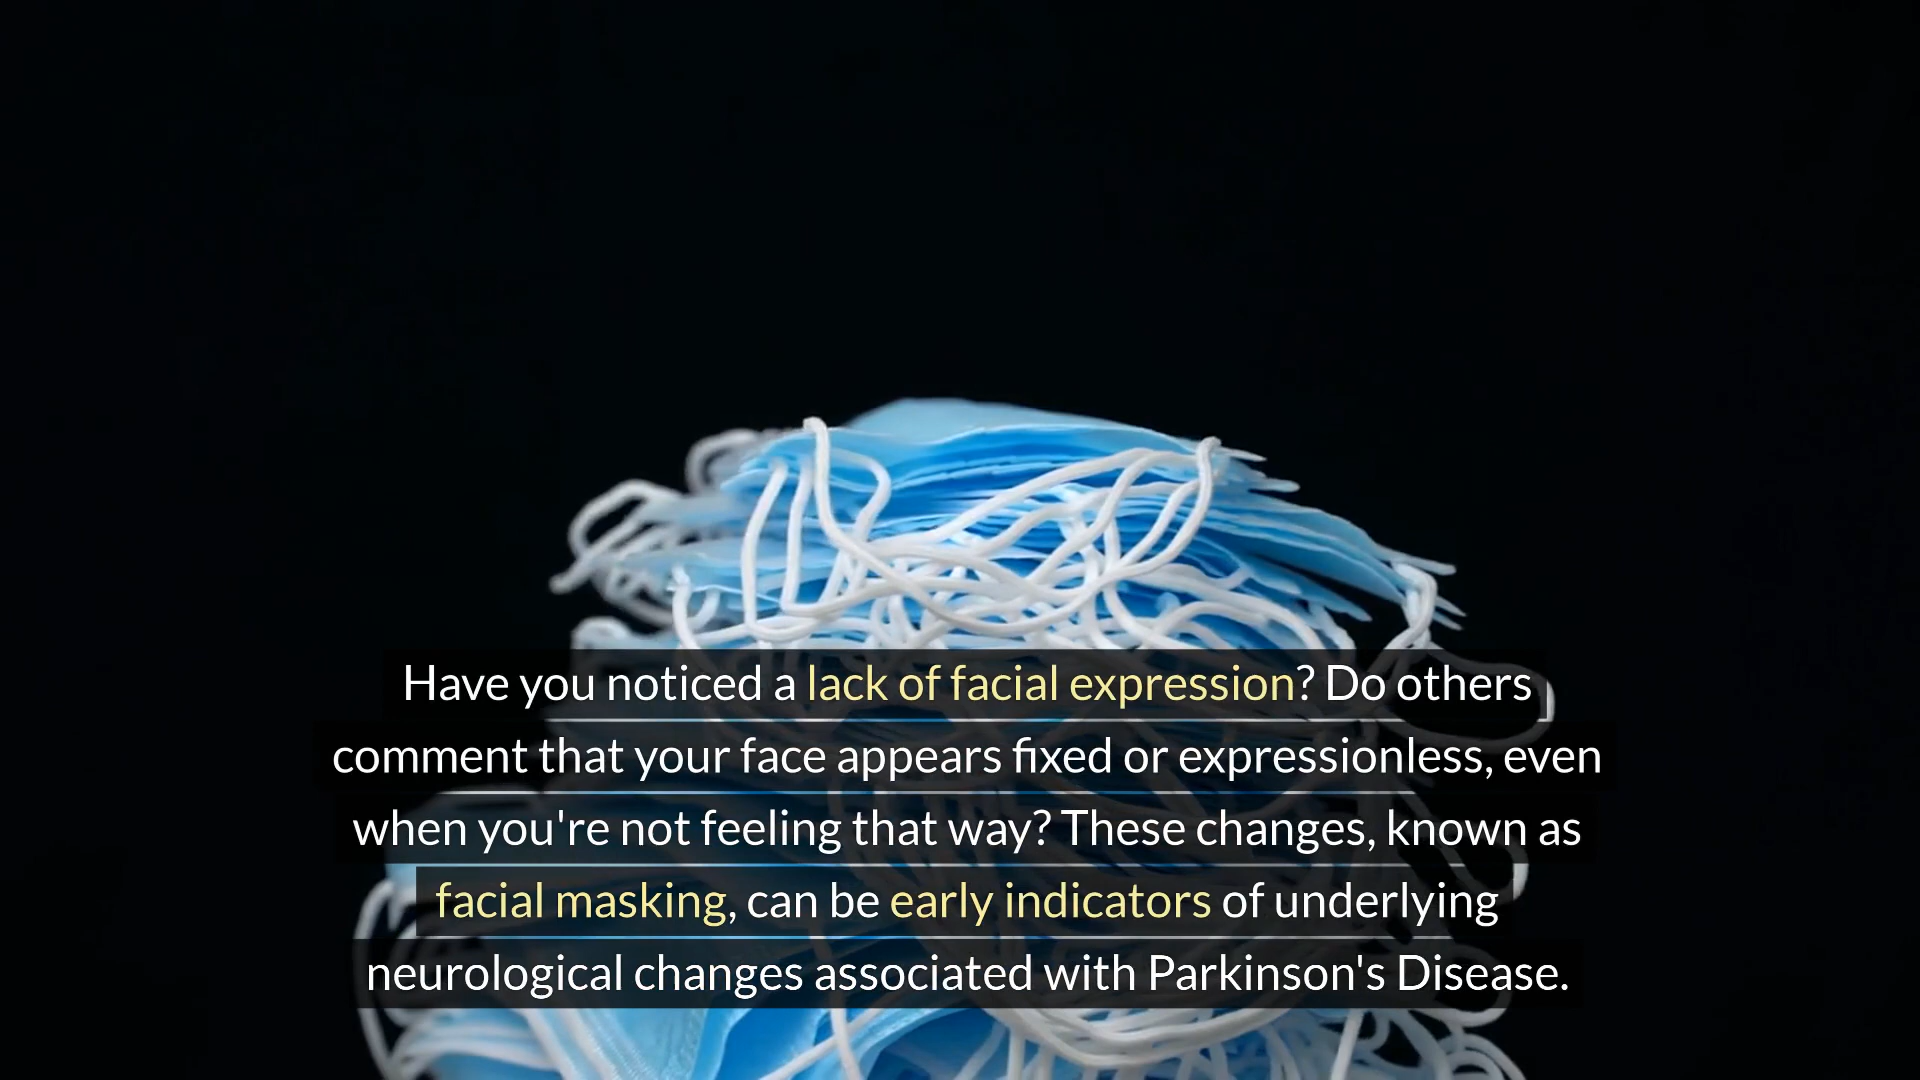 Have you noticed a lack of facial expression? Do others
comment that your face appears fixed or expressionless, even
when you're not feeling that way? These changes, known as
facial masking, can be early indicators of underlying
neurological changes associated with Parkinson's Disease.